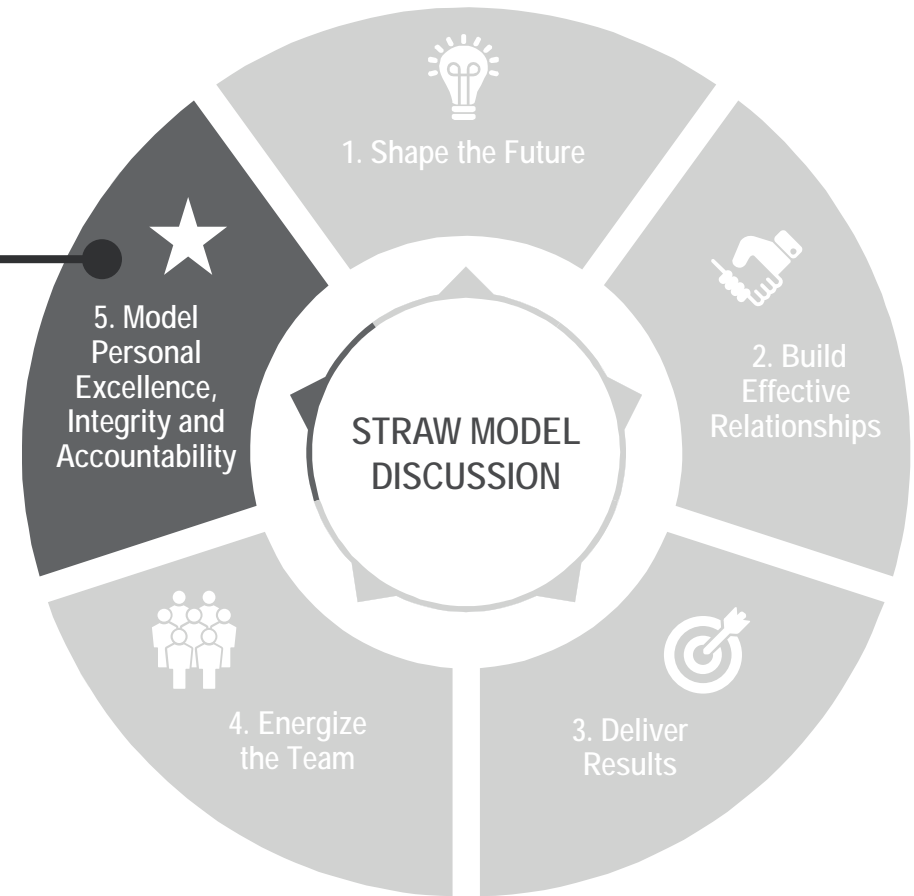 1. Shape the Future
2. Build
Effective
Relationships
3. Deliver
Results
4. Energize
the Team
5. Model
Personal
Excellence,
Integrity and
Accountability
STRAW MODEL
DISCUSSION